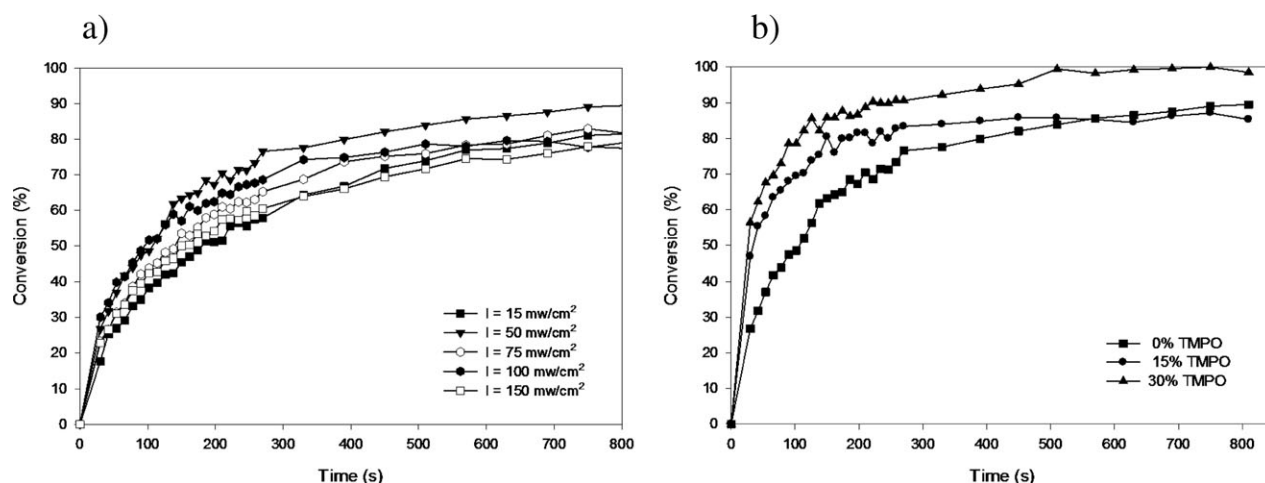 a)
100
90
80
70
60
50
40
30
20
10
0
Conversion (%)
I = 15 mw/cm²
I = 50 mw/cm²
I = 75 mw/cm²
I = 100 mw/cm²
I = 150 mw/cm²
0 100 200 300 400 500 600 700 800
Time (s)
b)
100
90
80
70
60
50
40
30
20
10
0
Conversion (%)
0% TMPO
15% TMPO
30% TMPO
0 100 200 300 400 500 600 700 800
Time (s)